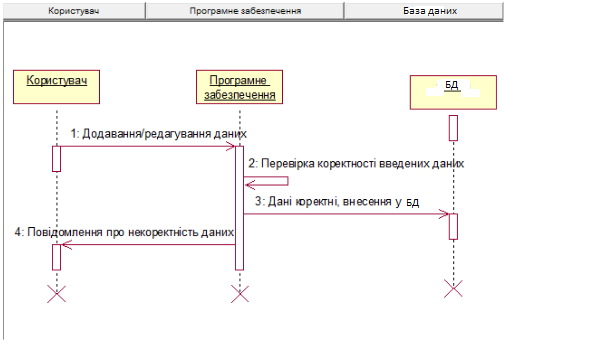 Користувач
Програмне забезпечення
База даних
Користувач
Програмне
забезпечення
БД
1: Додавання/редагування даних
2: Перевірка коректності введених даних
3: Дані коректні, внесення у БД
4: Повідомлення про некоректність даних